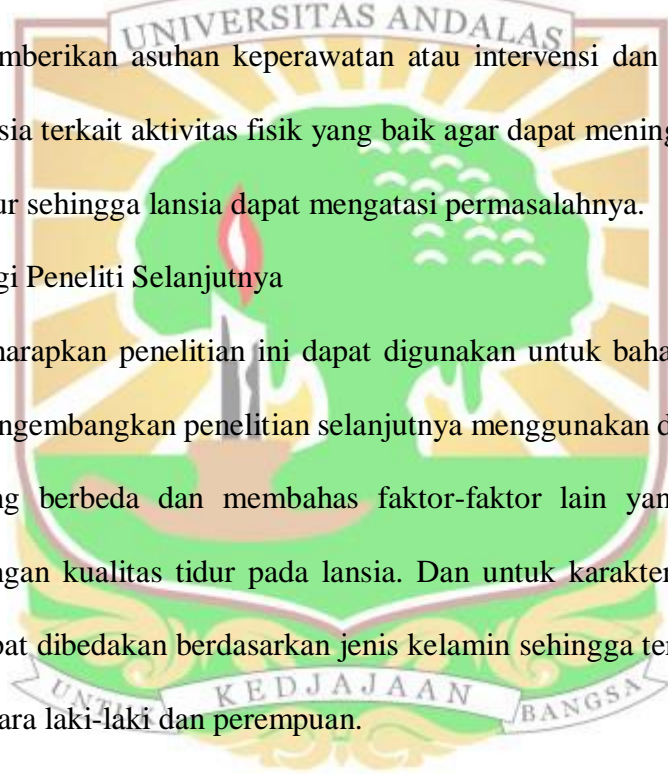 UNIVERSITAS ANDALAS
mberikan asuhan keperawatan atau intervensi dan
sia terkait aktivitas fisik yang baik agar dapat mening
ur sehingga lansia dapat mengatasi permasalahnya.
gi Peneliti Selanjutnya
harapkan penelitian ini dapat digunakan untuk baha
ngembangkan penelitian selanjutnya menggunakan d
ng berbeda dan membahas faktor-faktor lain yan
ngan kualitas tidur pada lansia. Dan untuk karakter
pat dibedakan berdasarkan jenis kelamin sehingga ter
UNTUK KEDJAJAAN BANGSA
ara laki-laki dan perempuan.